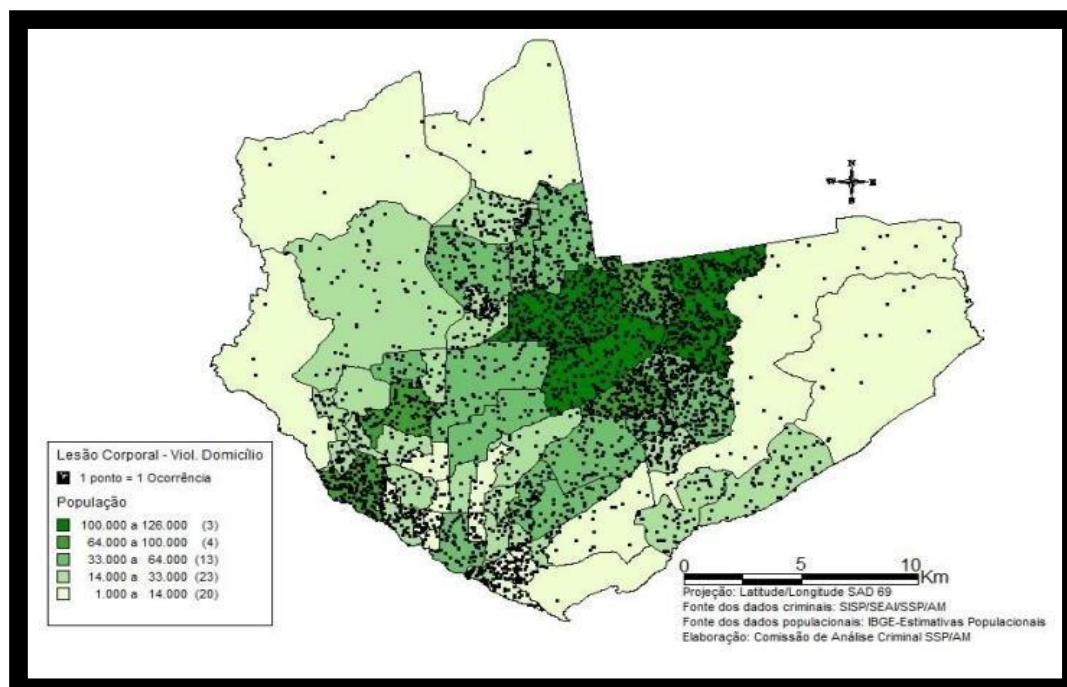 N
W E
S
Lesão Corporal - Viol. Domicílio
1 ponto = 1 Ocorrência
População
100.000 a 126.000 (3)
64.000 a 100.000 (4)
33.000 a 64.000 (13)
14.000 a 33.000 (23)
1.000 a 14.000 (20)
0 5 10
Km
Projeção: Latitude/Longitude SAD 69
Fonte dos dados criminais: SISP/SEAI/SSP/AM
Fonte dos dados populacionais: IBGE-Estimativas Populacionais
Elaboração: Comissão de Análise Criminal SSP/AM